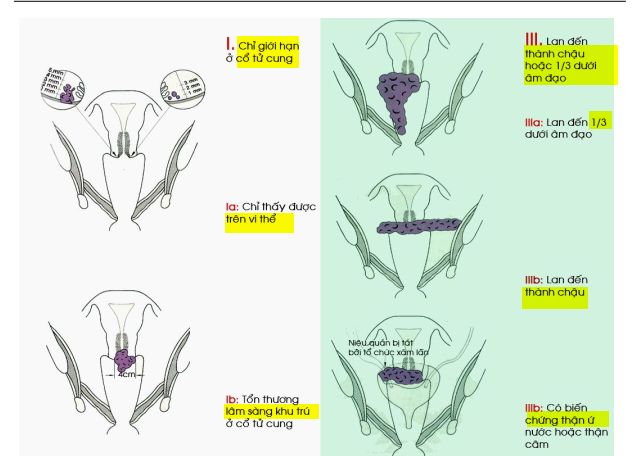 I. Chỉ giới hạn
ở cổ tử cung
5 mm
4 mm
3 mm
2 mm
1 mm
3 mm
2 mm
1 mm
Ia: Chỉ thấy được
trên vi thể
4cm
Ib: Tổn thương
lâm sàng khu trú
ở cổ tử cung
III. Lan đến
thành chậu
hoặc 1/3 dưới
âm đạo
IIIa: Lan đến 1/3
dưới âm đạo
IIIb: Lan đến
thành chậu
Niệu quản bị tắt
bởi tổ chức xâm lấn
IIIb: Có biến
chứng thận ứ
nước hoặc thận
câm